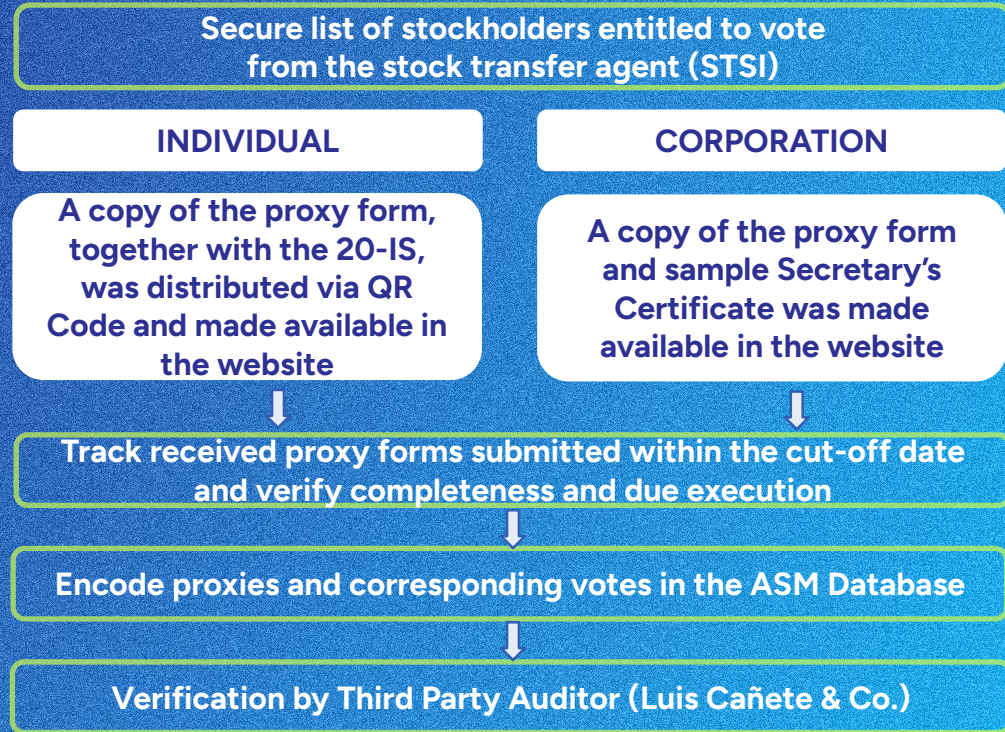 Secure list of stockholders entitled to vote
from the stock transfer agent (STSI)
INDIVIDUAL
A copy of the proxy form,
together with the 20-IS,
was distributed via QR
Code and made available in
the website
CORPORATION
A copy of the proxy form
and sample Secretary’s
Certificate was made
available in the website
Track received proxy forms submitted within the cut-off date
and verify completeness and due execution
Encode proxies and corresponding votes in the ASM Database
Verification by Third Party Auditor (Luis Cañete & Co.)